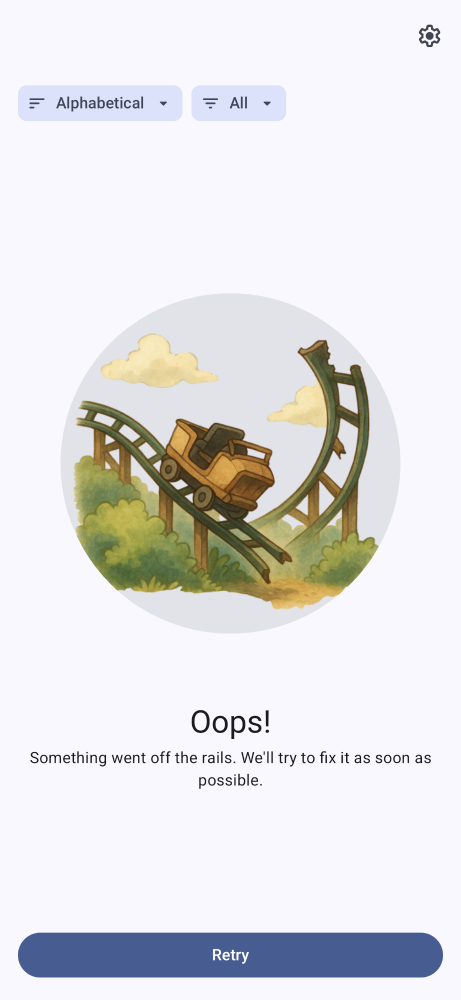 Alphabetical
All
Oops!
Something went off the rails. We'll try to fix it as soon as
possible.
Retry